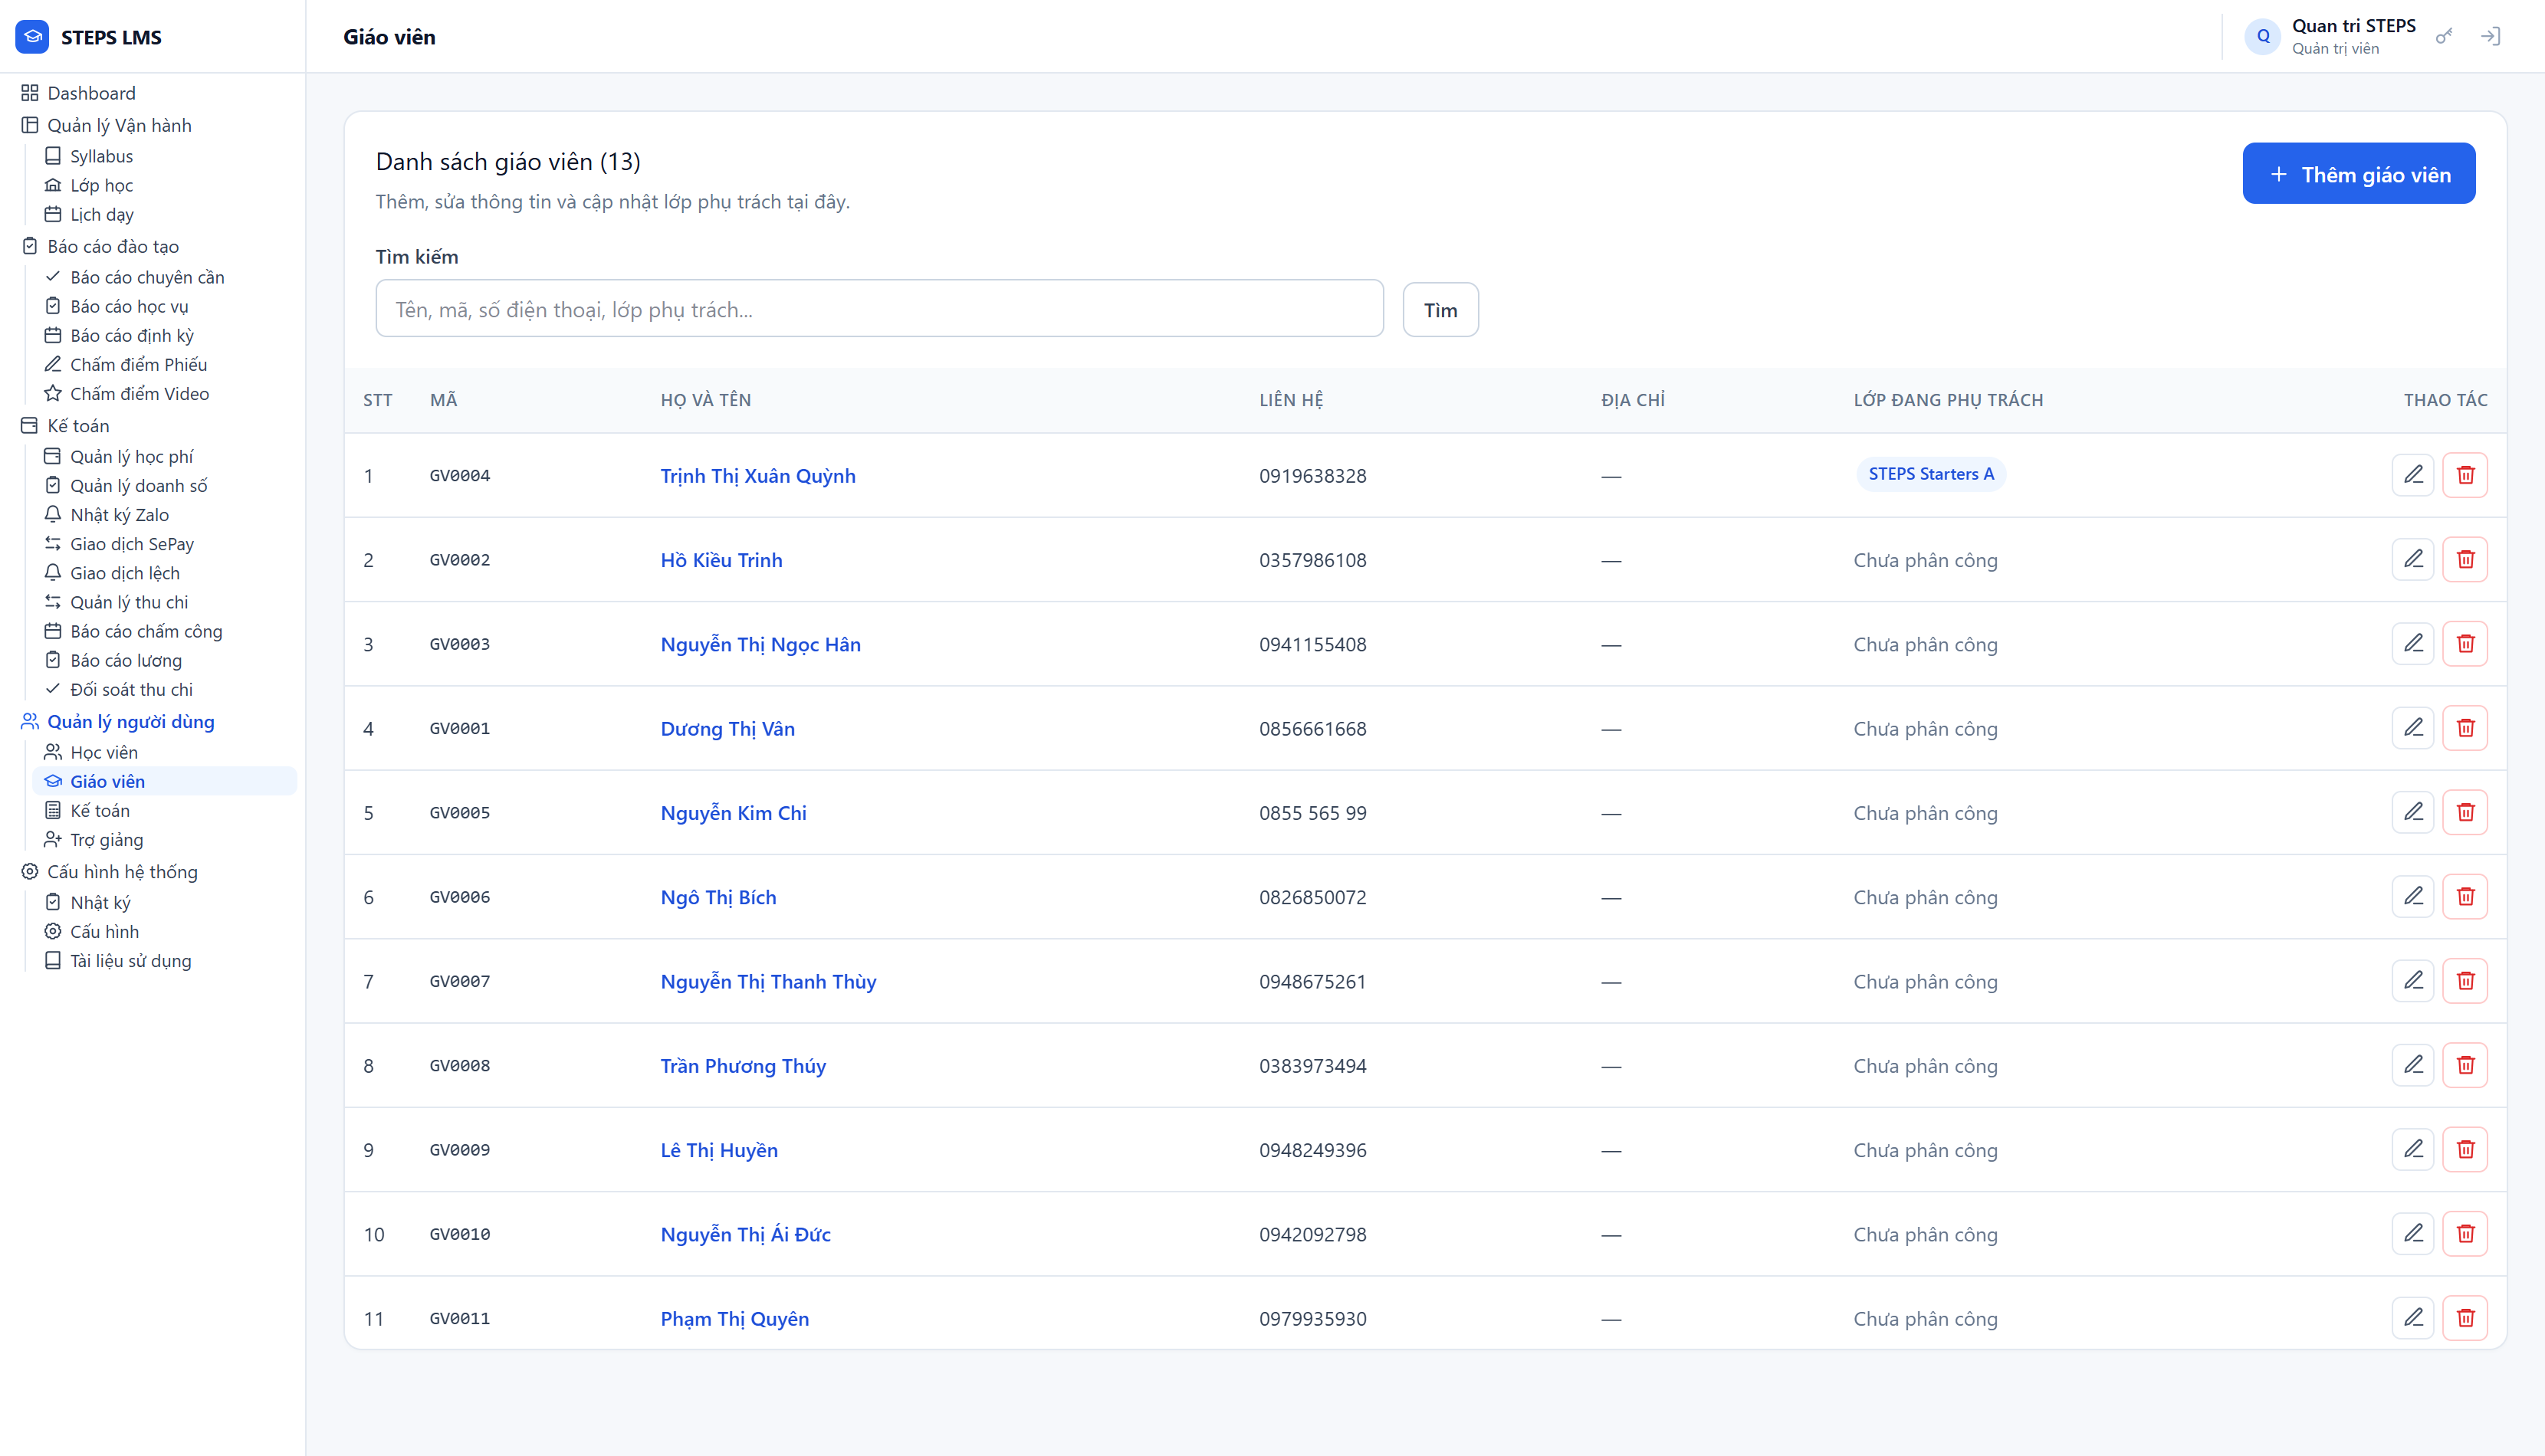 STEPS LMS
Giáo viên
Q
Quan tri STEPS
Quản trị viên
Dashboard
Quản lý Vận hành
Syllabus
Lớp học
Lịch dạy
Báo cáo đào tạo
Báo cáo chuyên cần
Báo cáo học vụ
Báo cáo định kỳ
Chấm điểm Phiếu
Chấm điểm Video
Kế toán
Quản lý học phí
Quản lý doanh số
Nhật ký Zalo
Giao dịch SePay
Giao dịch lệch
Quản lý thu chi
Báo cáo chấm công
Báo cáo lương
Đối soát thu chi
Quản lý người dùng
Học viên
Giáo viên
Kế toán
Trợ giảng
Cấu hình hệ thống
Nhật ký
Cấu hình
Tài liệu sử dụng
Danh sách giáo viên (13)
Thêm, sửa thông tin và cập nhật lớp phụ trách tại đây.
+ Thêm giáo viên
Tìm kiếm
Tên, mã, số điện thoại, lớp phụ trách...
Tìm
STT MÃ HỌ VÀ TÊN LIÊN HỆ ĐỊA CHỈ LỚP ĐANG PHỤ TRÁCH THAO TÁC
1 GV0004 Trịnh Thị Xuân Quỳnh 0919638328 — STEPS Starters A
2 GV0002 Hồ Kiều Trinh 0357986108 — Chưa phân công
3 GV0003 Nguyễn Thị Ngọc Hân 0941155408 — Chưa phân công
4 GV0001 Dương Thị Vân 0856661668 — Chưa phân công
5 GV0005 Nguyễn Kim Chi 0855 565 99 — Chưa phân công
6 GV0006 Ngô Thị Bích 0826850072 — Chưa phân công
7 GV0007 Nguyễn Thị Thanh Thùy 0948675261 — Chưa phân công
8 GV0008 Trần Phương Thúy 0383973494 — Chưa phân công
9 GV0009 Lê Thị Huyền 0948249396 — Chưa phân công
10 GV0010 Nguyễn Thị Ái Đức 0942092798 — Chưa phân công
11 GV0011 Phạm Thị Quyên 0979935930 — Chưa phân công